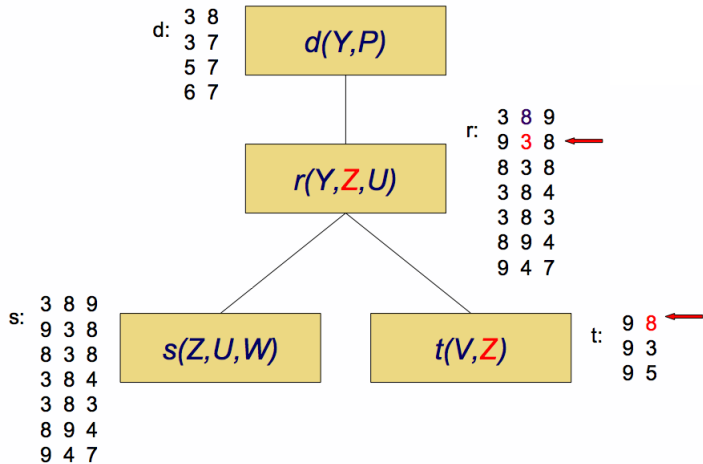 d:
3 8
3 7
5 7
6 7
d(Y,P)
r:
3 8 9
9 3 8
8 3 8
3 8 4
3 8 3
8 9 4
9 4 7
r(Y,Z,U)
s:
3 8 9
9 3 8
8 3 8
3 8 4
3 8 3
8 9 4
9 4 7
s(Z,U,W)
t(V,Z)
t:
9 8
9 3
9 5